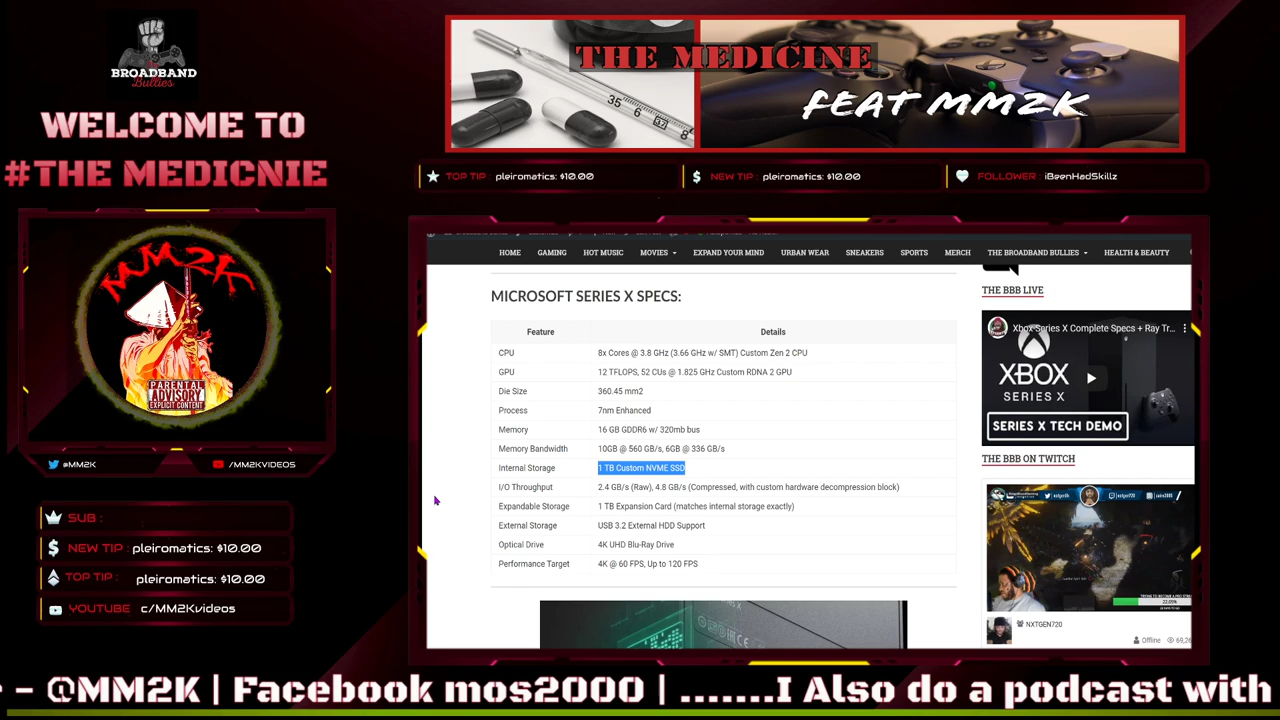 BROADBAND
Bullies
WELCOME TO
#THE MEDICNIE
THE MEDICINE
FEAT MM2K
35
6
37
8
TOP TIP : pleiromatics: $10.00
NEW TIP : pleiromatics: $10.00
FOLLOWER : iBeenHadSkillz
MM2K
PARENTAL
ADVISORY
EXPLICIT CONTENT
@MM2K
/MM2KVIDEOS
SUB :
NEW TIP : pleiromatics: $10.00
TOP TIP : pleiromatics: $10.00
YOUTUBE c/MM2Kvideos
HOME GAMING HOT MUSIC MOVIES EXPAND YOUR MIND URBAN WEAR SNEAKERS SPORTS MERCH THE BROADBAND BULLIES HEALTH & BEAUTY
MICROSOFT SERIES X SPECS:
Feature Details
CPU 8x Cores @ 3.8 GHz (3.66 GHz w/ SMT) Custom Zen 2 CPU
GPU 12 TFLOPS, 52 CUs @ 1.825 GHz Custom RDNA 2 GPU
Die Size 360.45 mm2
Process 7nm Enhanced
Memory 16 GB GDDR6 w/ 320mb bus
Memory Bandwidth 10GB @ 560 GB/s, 6GB @ 336 GB/s
Internal Storage 1 TB Custom NVME SSD
I/O Throughput 2.4 GB/s (Raw), 4.8 GB/s (Compressed, with custom hardware decompression block)
Expandable Storage 1 TB Expansion Card (matches internal storage exactly)
External Storage USB 3.2 External HDD Support
Optical Drive 4K UHD Blu-Ray Drive
Performance Target 4K @ 60 FPS, Up to 120 FPS
THE BBB LIVE
Xbox Series X Complete Specs + Ray Tr...
XBOX
SERIES X
SERIES X TECH DEMO
THE BBB ON TWITCH
NXTGEN720
Offline 69,26
- @MM2K | Facebook mos2000 | .......I Also do a podcast with